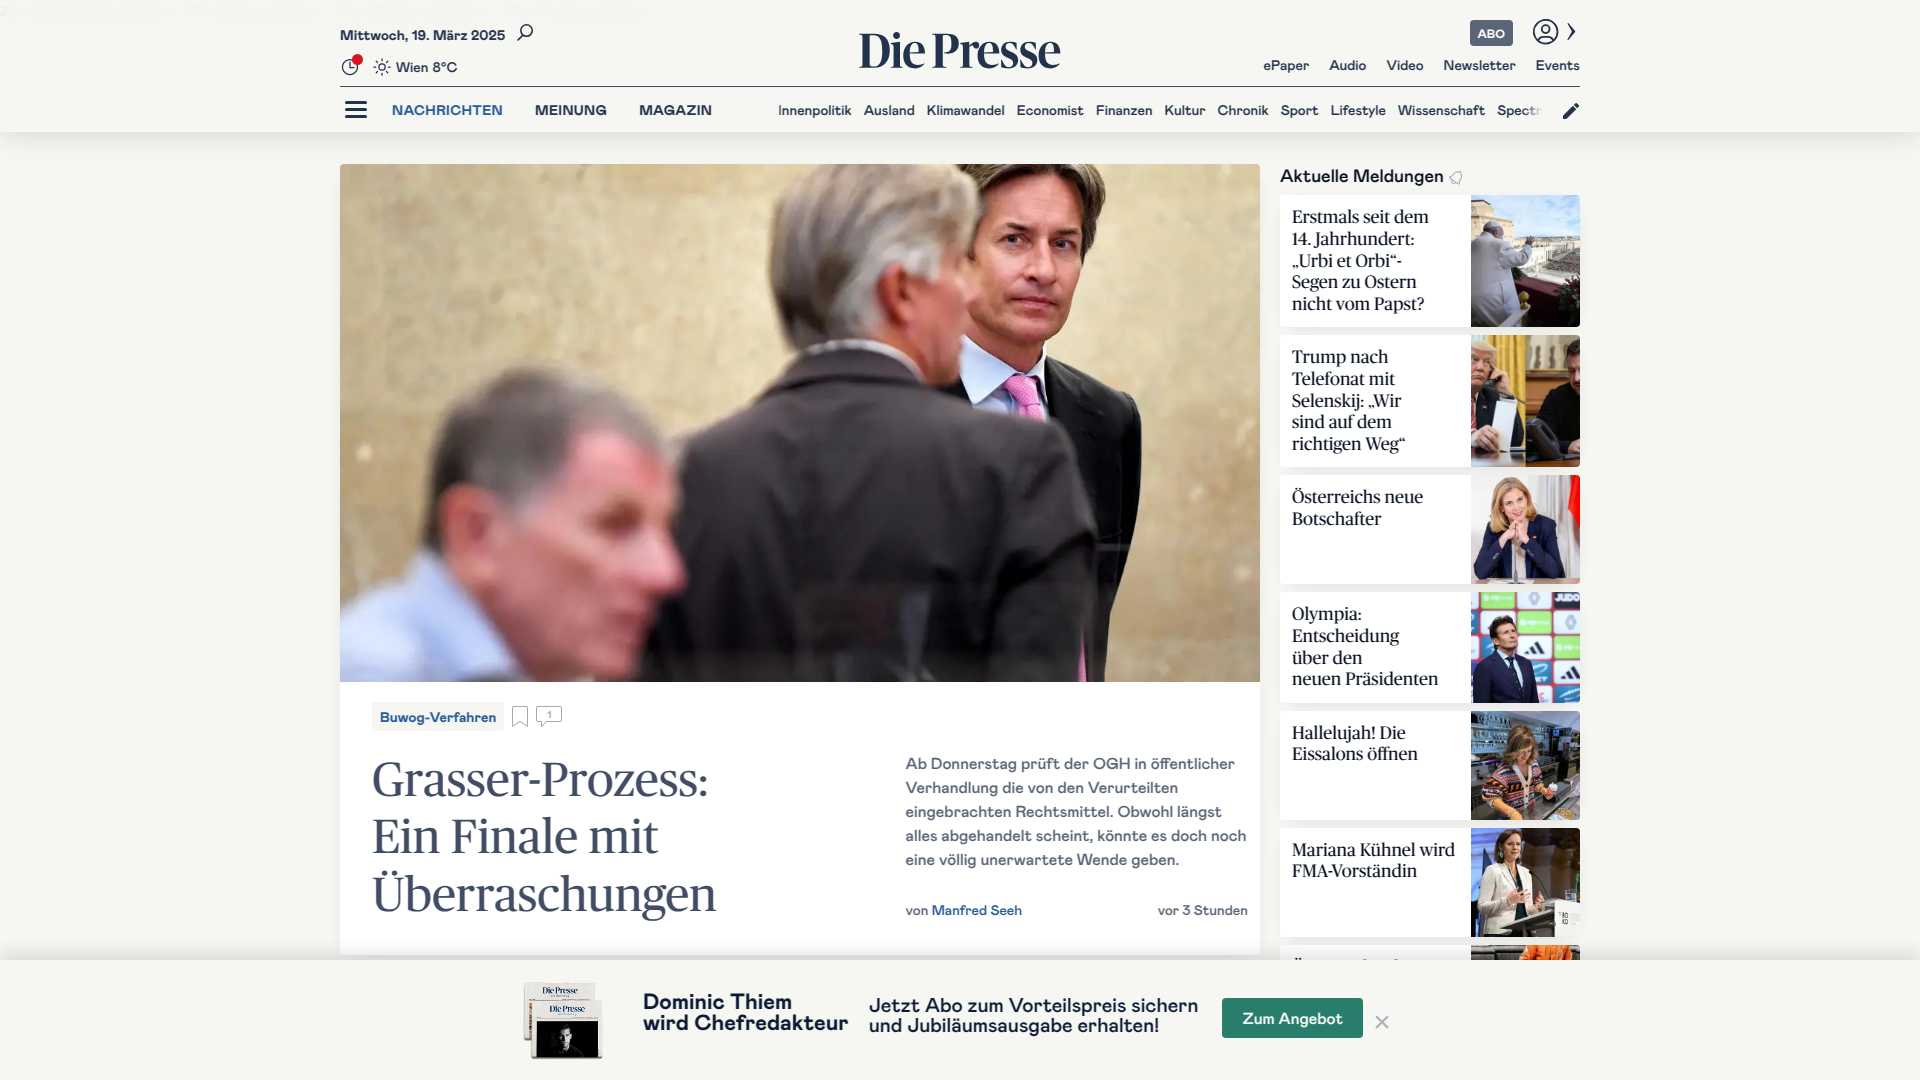 Mittwoch, 19. März 2025
Wien 8°C
Die Presse
ABO
ePaper Audio Video Newsletter Events
NACHRICHTEN MEINUNG MAGAZIN
Innenpolitik Ausland Klimawandel Economist Finanzen Kultur Chronik Sport Lifestyle Wissenschaft Spectr
Buwog-Verfahren
1
Grasser-Prozess:
Ein Finale mit
Überraschungen
Ab Donnerstag prüft der OGH in öffentlicher
Verhandlung die von den Verurteilten
eingebrachten Rechtsmittel. Obwohl längst
alles abgehandelt scheint, könnte es doch noch
eine völlig unerwartete Wende geben.
von Manfred Seeh
vor 3 Stunden
Aktuelle Meldungen
Erstmals seit dem
14. Jahrhundert:
„Urbi et Orbi“-
Segen zu Ostern
nicht vom Papst?
Trump nach
Telefonat mit
Selenskij: „Wir
sind auf dem
richtigen Weg“
Österreichs neue
Botschafter
Olympia:
Entscheidung
über den
neuen Präsidenten
JUDO
Hallelujah! Die
Eissalons öffnen
Mariana Kühnel wird
FMA-Vorständin
Die Presse
Die Presse
Dominic Thiem
wird Chefredakteur
Jetzt Abo zum Vorteilspreis sichern
und Jubiläumsausgabe erhalten!
Zum Angebot